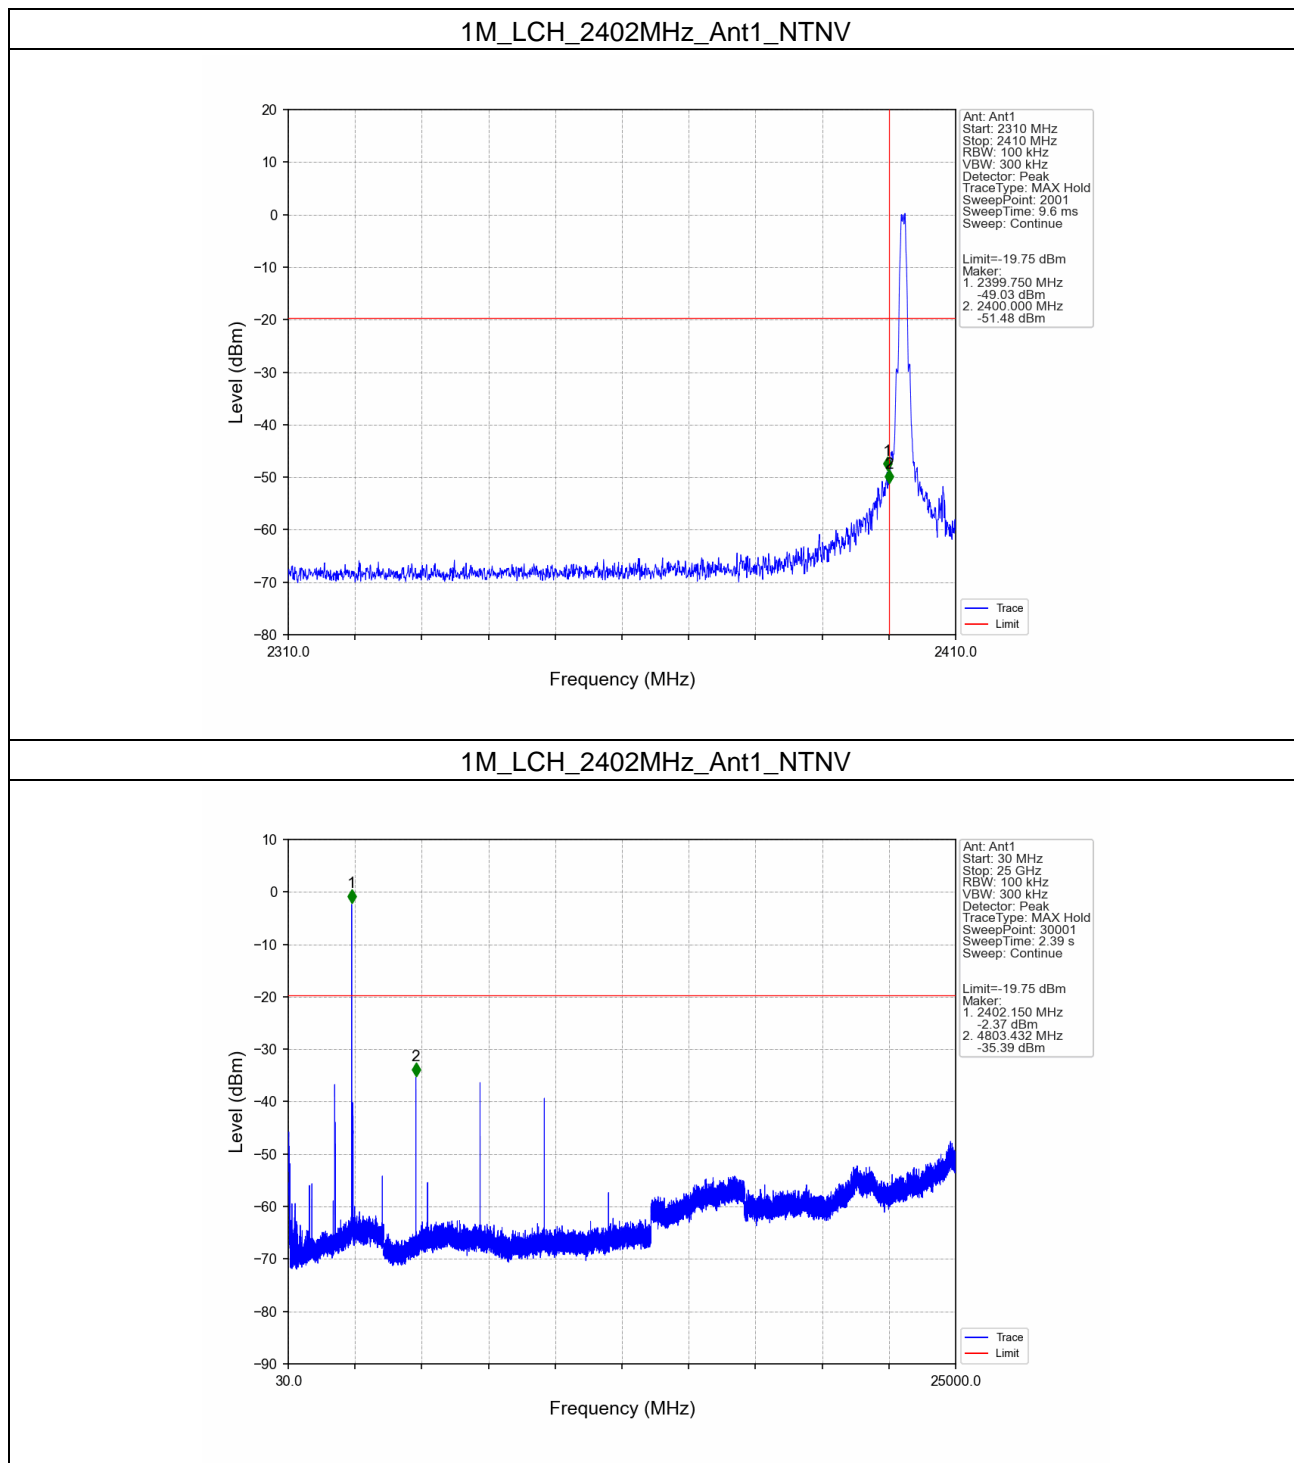 1M_LCH_2402MHz_Ant1_NTNV
20
10
0
−10
−20
−30
−40
−50
−60
−70
−80
Level (dBm)
2310.0
2410.0
Frequency (MHz)
1
2
Ant: Ant1
Start: 2310 MHz
Stop: 2410 MHz
RBW: 100 kHz
VBW: 300 kHz
Detector: Peak
TraceType: MAX Hold
SweepPoint: 2001
SweepTime: 9.6 ms
Sweep: Continue
Limit=-19.75 dBm
Maker:
1. 2399.750 MHz
-49.03 dBm
2. 2400.000 MHz
-51.48 dBm
Trace
Limit
1M_LCH_2402MHz_Ant1_NTNV
10
0
−10
−20
−30
−40
−50
−60
−70
−80
−90
Level (dBm)
30.0
25000.0
Frequency (MHz)
1
2
Ant: Ant1
Start: 30 MHz
Stop: 25 GHz
RBW: 100 kHz
VBW: 300 kHz
Detector: Peak
TraceType: MAX Hold
SweepPoint: 30001
SweepTime: 2.39 s
Sweep: Continue
Limit=-19.75 dBm
Maker:
1. 2402.150 MHz
-2.37 dBm
2. 4803.432 MHz
-35.39 dBm
Trace
Limit